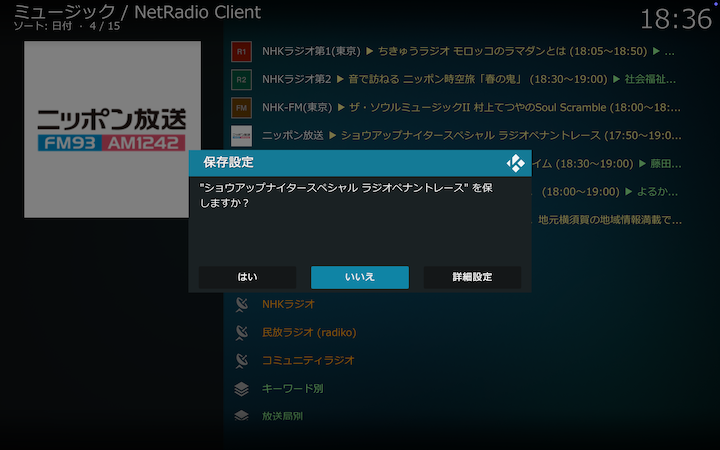 ミュージック / NetRadio Client
ソート: 日付 ・ 4 / 15
18:36
ニッポン放送
FM93 AM1242
R1 NHKラジオ第1(東京) ▶ ちきゅうラジオ モロッコのラマダンとは (18:05〜18:50) ▶ ...
R2 NHKラジオ第2 ▶ 音で訪ねる ニッポン時空旅「春の鬼」 (18:30〜19:00) ▶ 社会福祉...
FM NHK-FM(東京) ▶ ザ・ソウルミュージックII 村上てつやのSoul Scramble (18:00〜18:...
ニッポン放送 ▶ ショウアップナイタースペシャル ラジオペナントレース (17:50〜19:0...
イム (18:30〜19:00) ▶ 藤田...
(18:00〜19:00) ▶ よるか...
地元横須賀の地域情報満載で...
保存設定
"ショウアップナイタースペシャル ラジオペナントレース" を保
しますか？
はい
いいえ
詳細設定
NHKラジオ
民放ラジオ (radiko)
コミュニティラジオ
キーワード別
放送局別